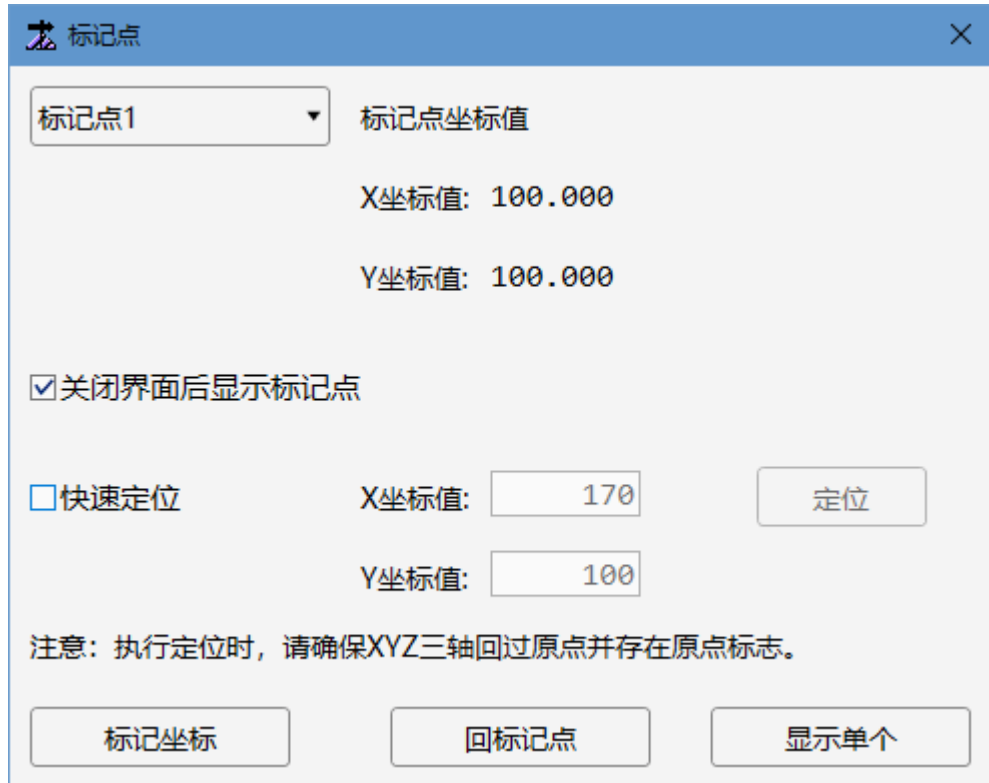 标记点
标记点1 标记点坐标值
X坐标值: 100.000
Y坐标值: 100.000
关闭界面后显示标记点
快速定位 X坐标值: 170 定位
Y坐标值: 100
注意：执行定位时，请确保XYZ三轴回过原点并存在原点标志。
标记坐标 回标记点 显示单个